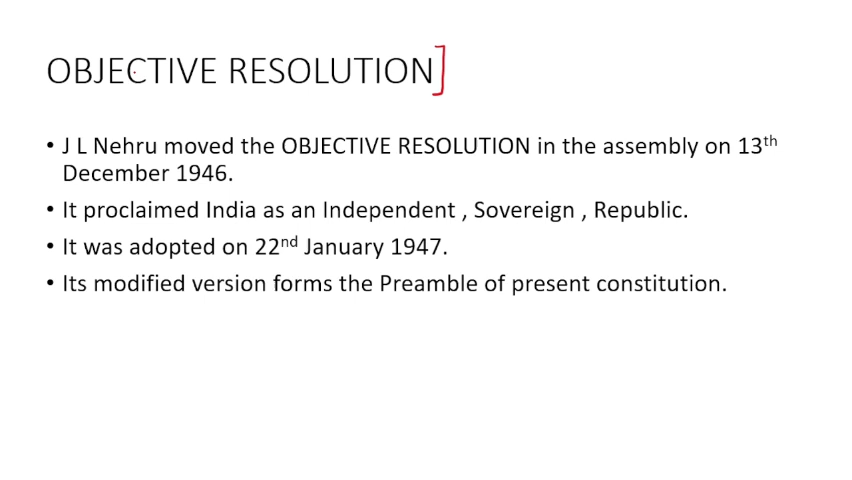 OBJECTIVE RESOLUTION]
• J L Nehru moved the OBJECTIVE RESOLUTION in the assembly on 13th
December 1946.
• It proclaimed India as an Independent , Sovereign , Republic.
• It was adopted on 22nd January 1947.
• Its modified version forms the Preamble of present constitution.